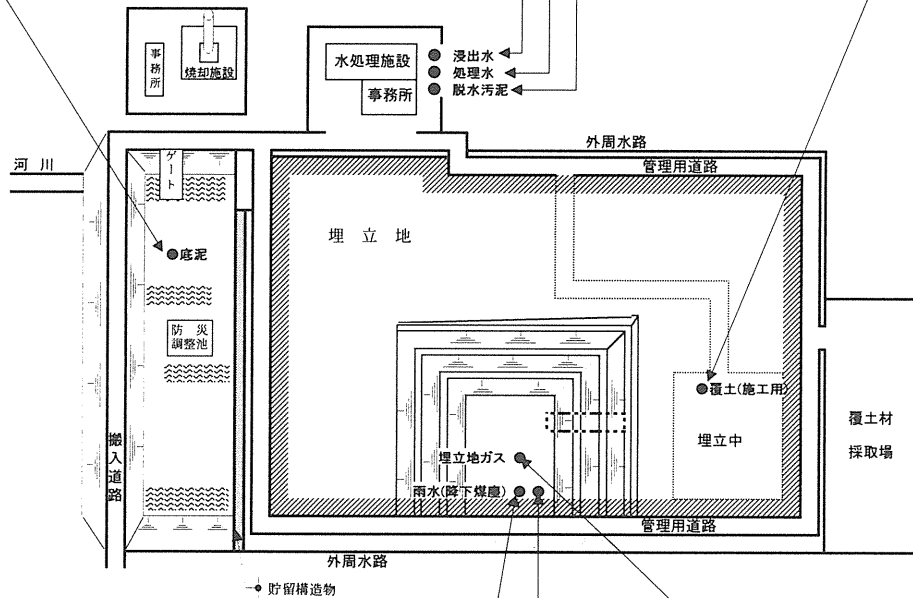 事務所
焼却施設
水処理施設
事務所
浸出水
処理水
脱水汚泥
外周水路
管理用道路
河川
ゲート
埋立地
底泥
防災
調整池
覆土(施工用)
埋立中
覆土材
採取場
搬入道路
埋立地ガス
雨水(降下煤塵)
管理用道路
外周水路
貯留構造物